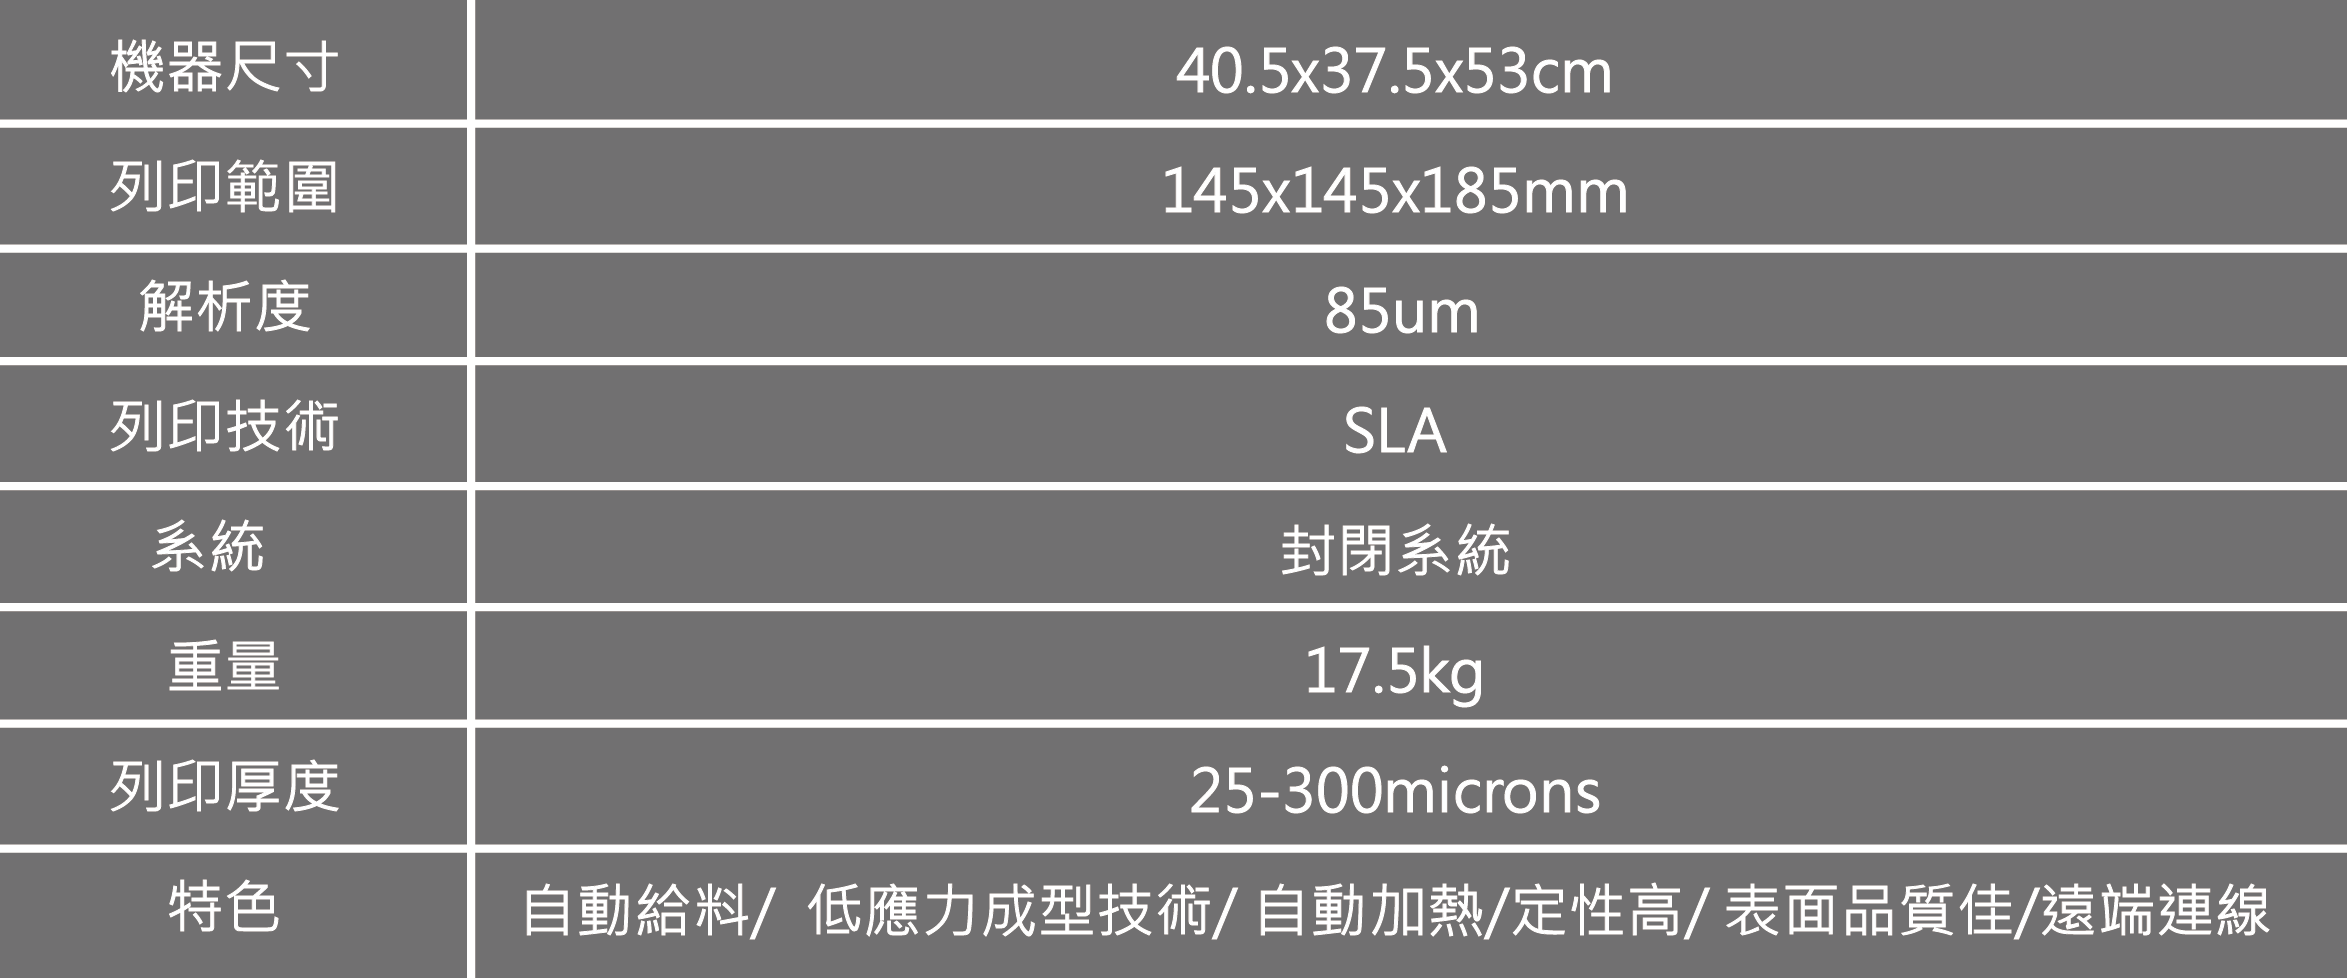 機器尺寸 40.5x37.5x53cm
列印範圍 145x145x185mm
解析度 85um
列印技術 SLA
系統 封閉系統
重量 17.5kg
列印厚度 25-300microns
特色 自動給料/ 低應力成型技術/ 自動加熱/定性高/ 表面品質佳/遠端連線